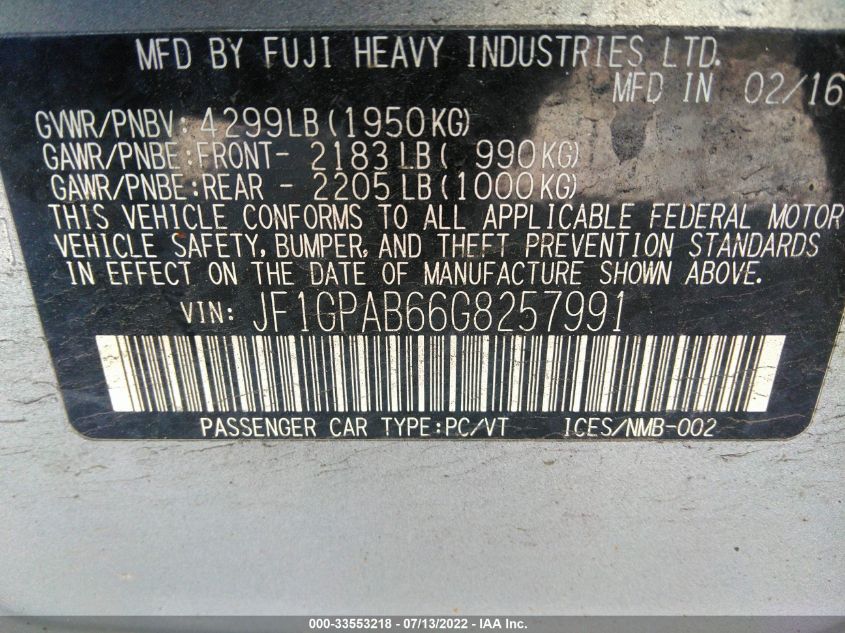 MFD BY FUJI HEAVY INDUSTRIES LTD.
MFD IN 02/16
GVWR/PNBV: 4299LB(1950KG)
GAWR/PNBE:FRONT- 2183LB( 990KG)
GAWR/PNBE:REAR - 2205LB(1000KG)
THIS VEHICLE CONFORMS TO ALL APPLICABLE FEDERAL MOTOR
VEHICLE SAFETY, BUMPER, AND THEFT PREVENTION STANDARDS
IN EFFECT ON THE DATE OF MANUFACTURE SHOWN ABOVE.
VIN: JF1GPAB66G8257991
PASSENGER CAR TYPE:PC/VT ICES/NMB-002
000-33553218 - 07/13/2022 - IAA Inc.